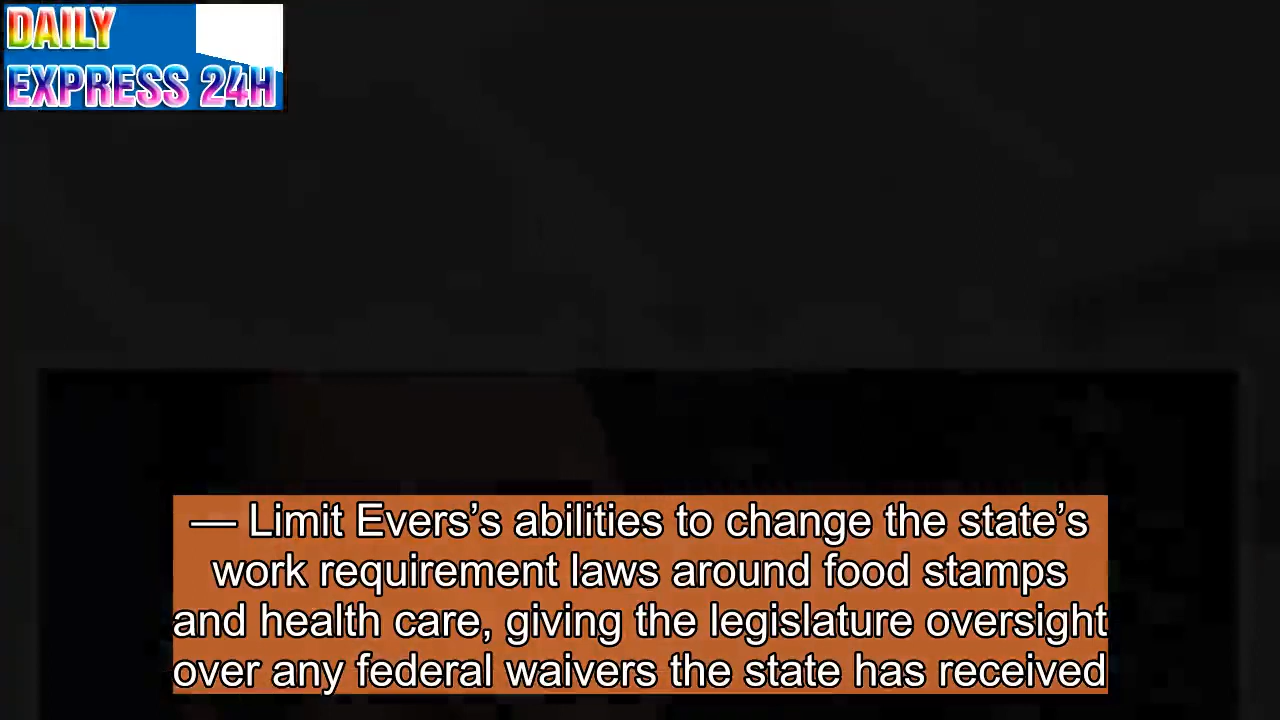 DAILY
EXPRESS 24H
— Limit Evers’s abilities to change the state’s
work requirement laws around food stamps
and health care, giving the legislature oversight
over any federal waivers the state has received